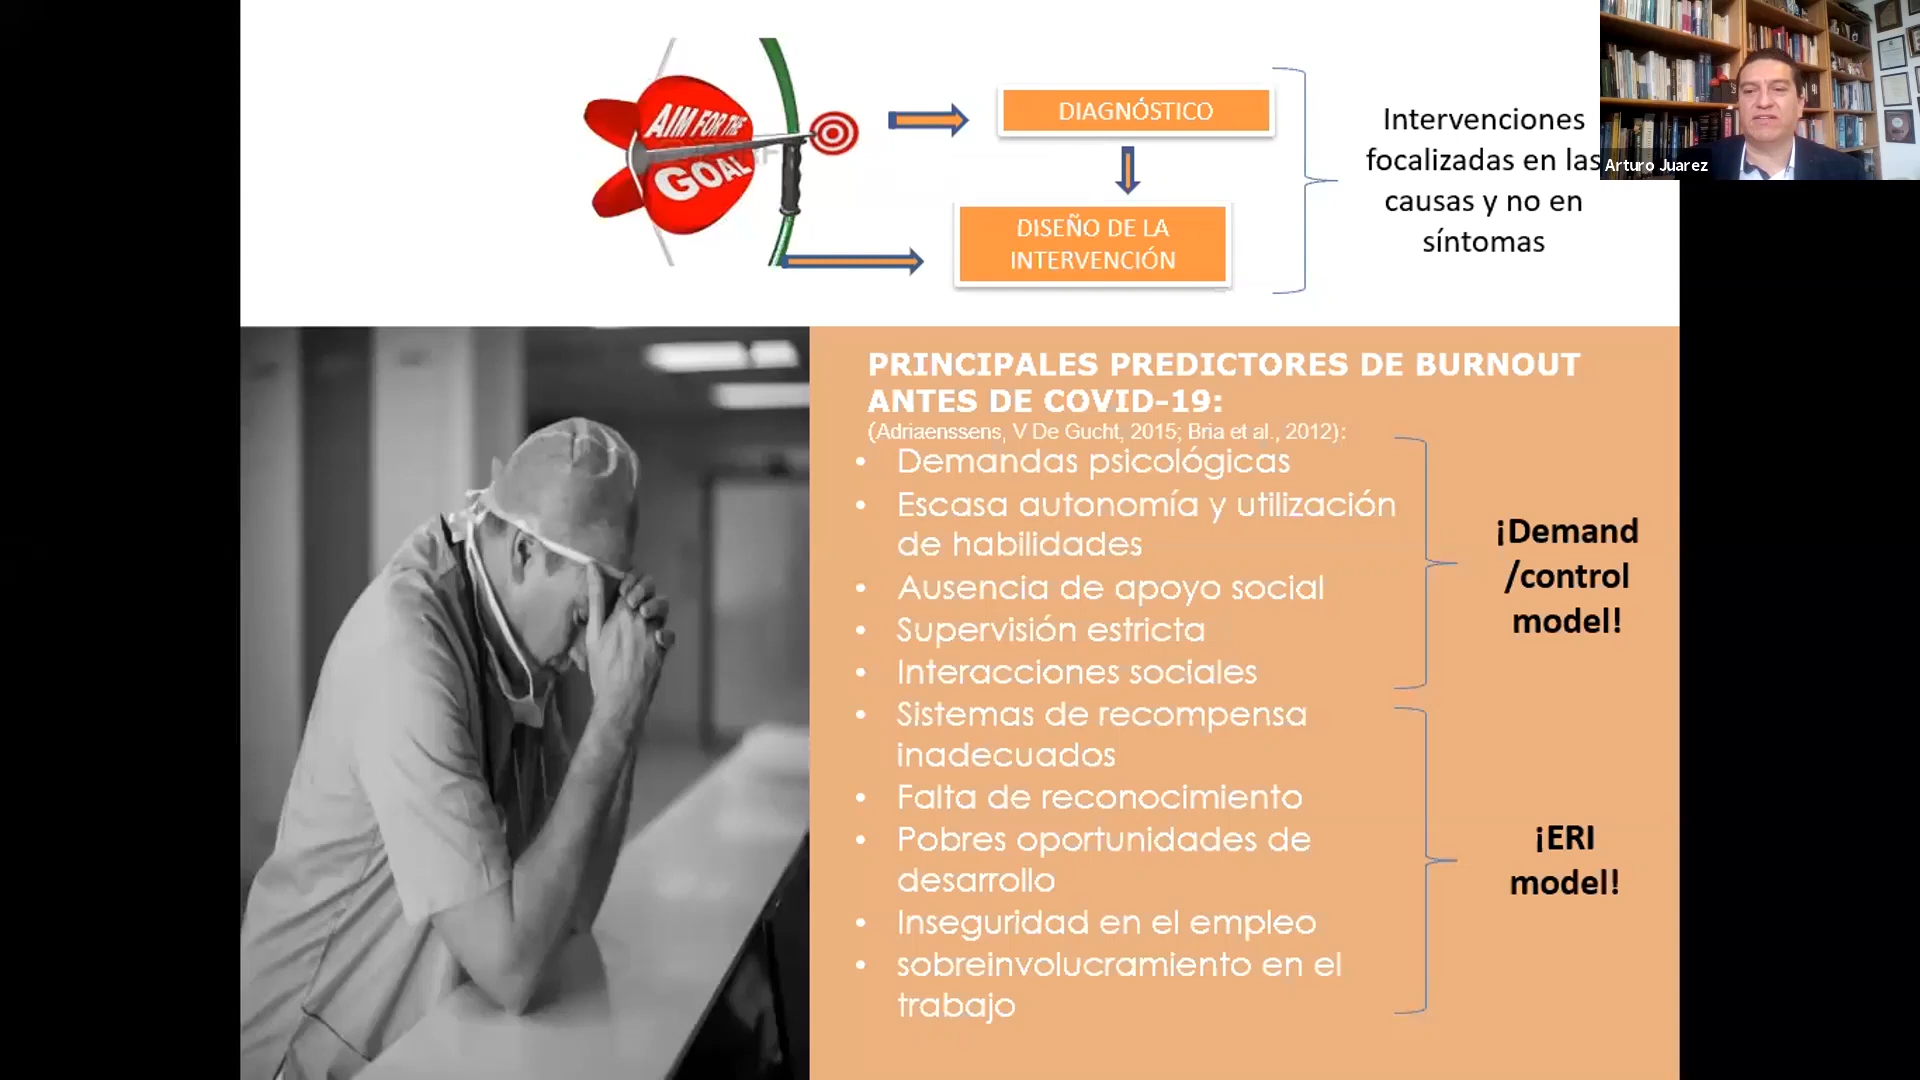 AIM FOR THE
GOAL
DIAGNÓSTICO
DISEÑO DE LA
INTERVENCIÓN
Intervenciones
focalizadas en las
causas y no en
síntomas
Arturo Juarez
PRINCIPALES PREDICTORES DE BURNOUT
ANTES DE COVID-19:
(Adriaenssens, V De Gucht, 2015; Bria et al., 2012):
• Demandas psicológicas
• Escasa autonomía y utilización
de habilidades
• Ausencia de apoyo social
• Supervisión estricta
• Interacciones sociales
• Sistemas de recompensa
inadecuados
• Falta de reconocimiento
• Pobres oportunidades de
desarrollo
• Inseguridad en el empleo
• sobreinvolucramiento en el
trabajo
¡Demand
/control
model!
¡ERI
model!